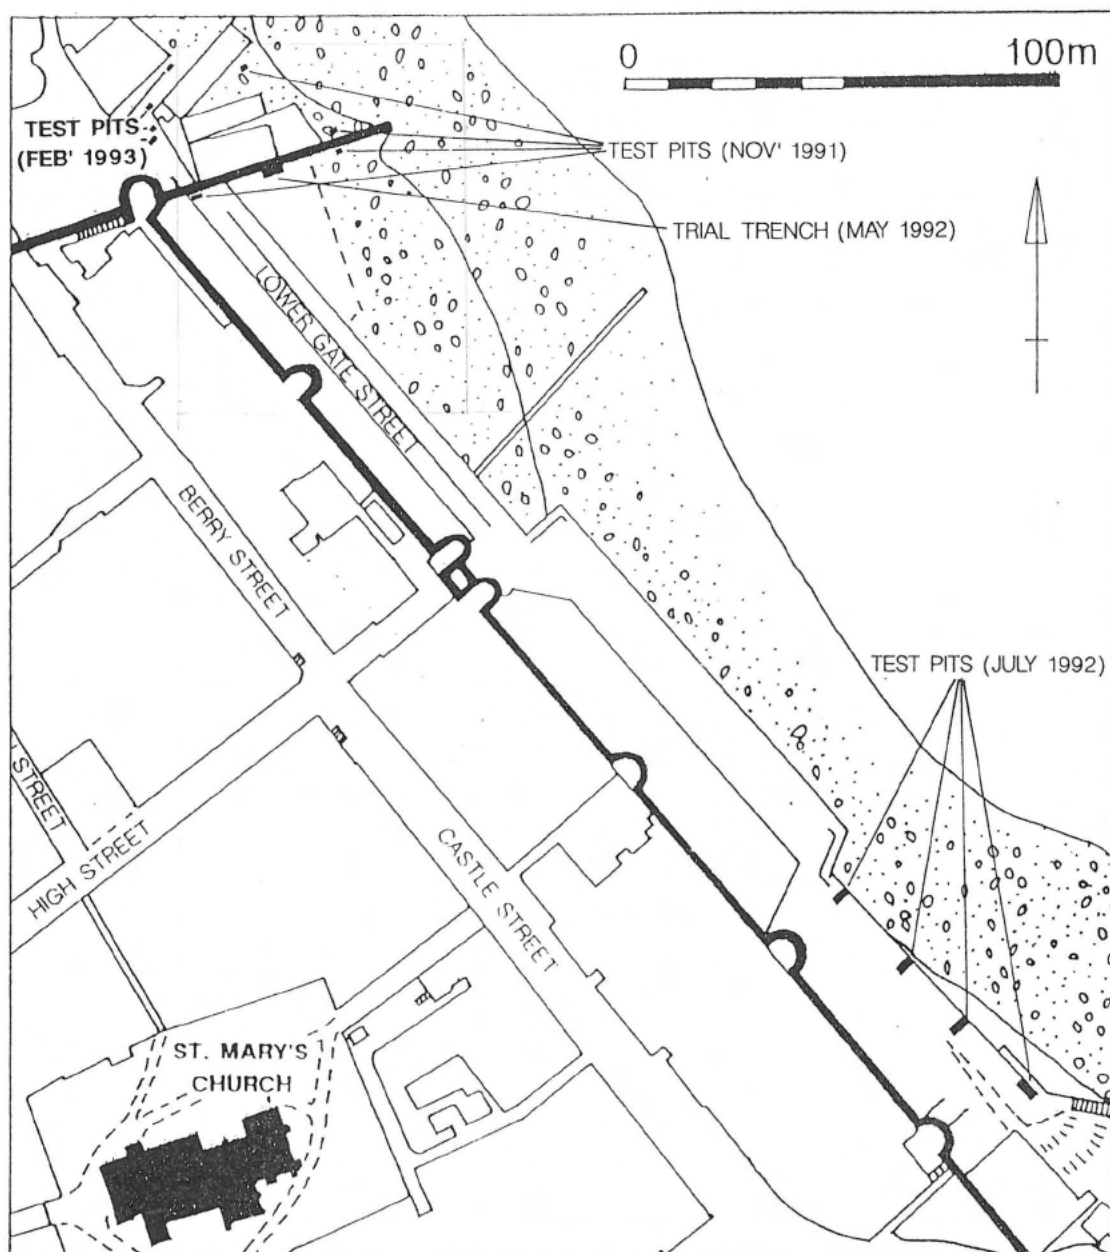 0 100m
TEST PITS
(FEB' 1993)
TEST PITS (NOV' 1991)
TRIAL TRENCH (MAY 1992)
LOWER GATE STREET
BERRY STREET
TEST PITS (JULY 1992)
STREET
HIGH STREET
CASTLE STREET
ST. MARY'S
CHURCH